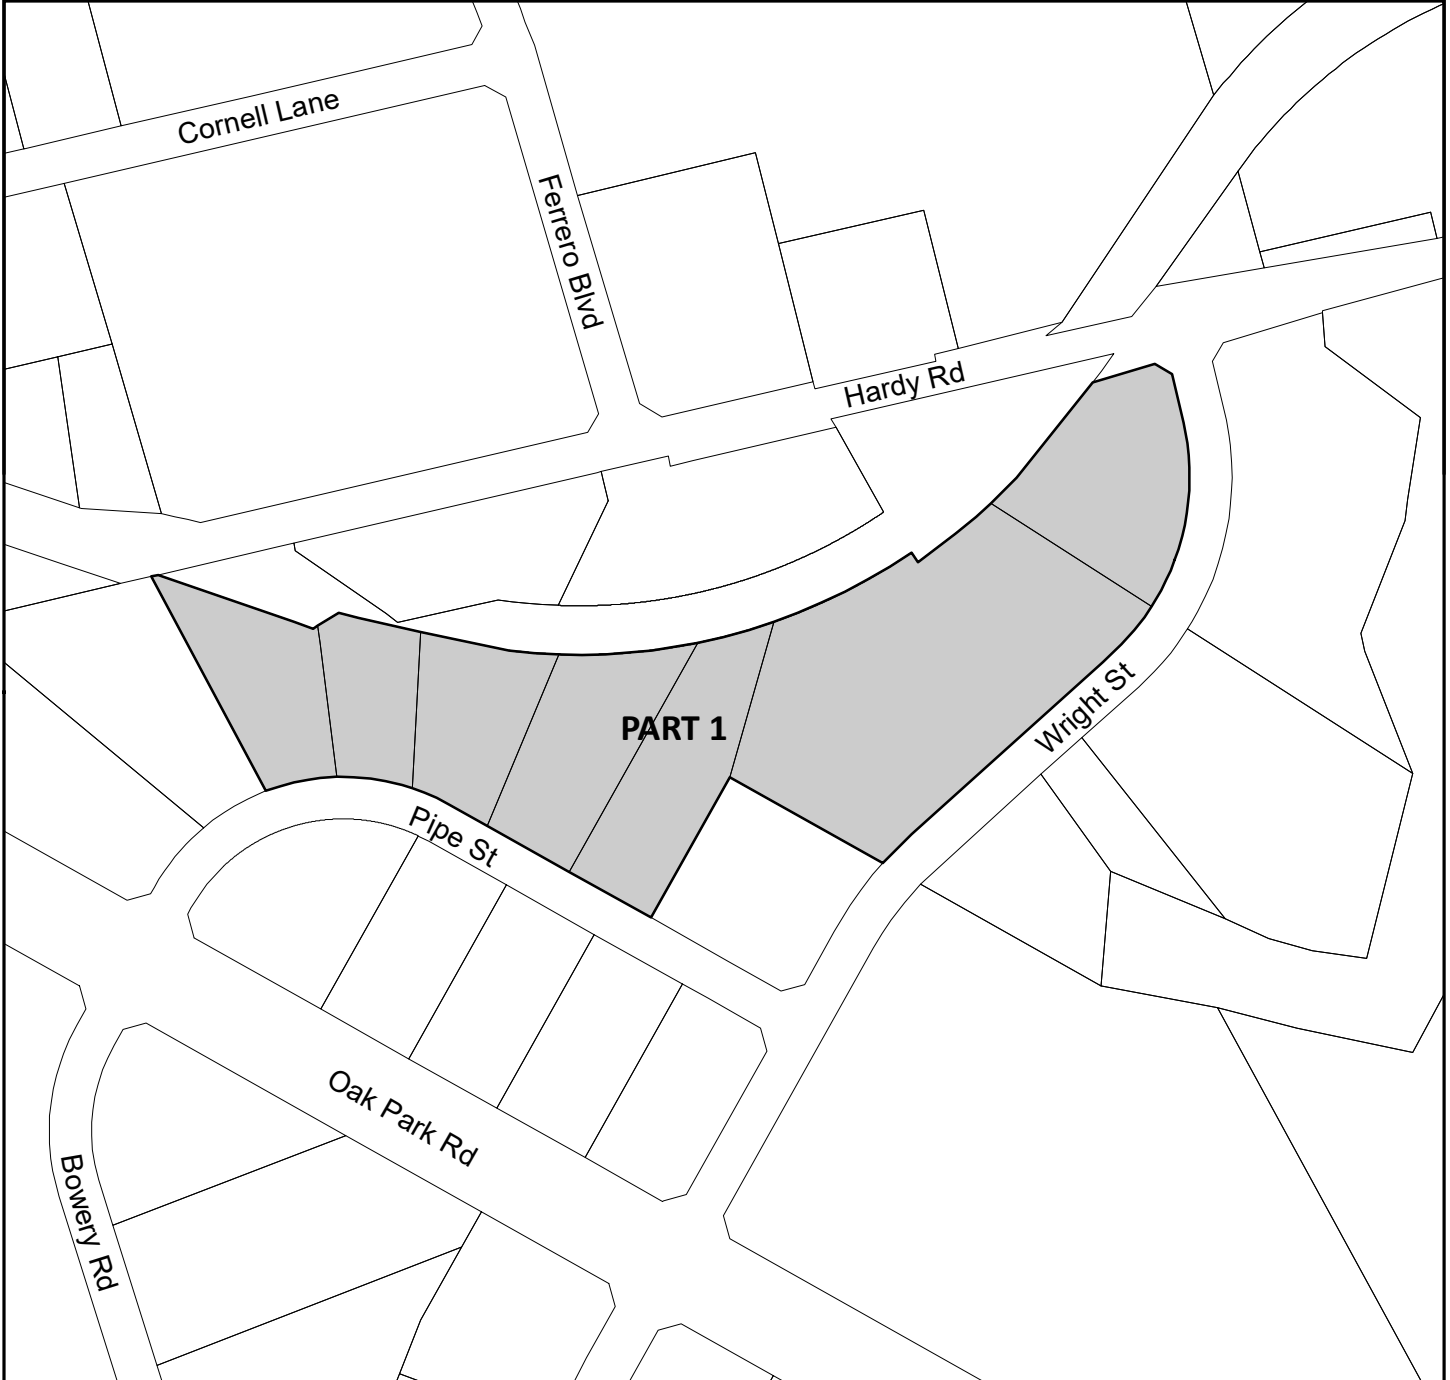 Cornell Lane
Ferrero Blvd
Hardy Rd
Wright St
PART 1
Pipe St
Oak Park Rd
Bowery Rd